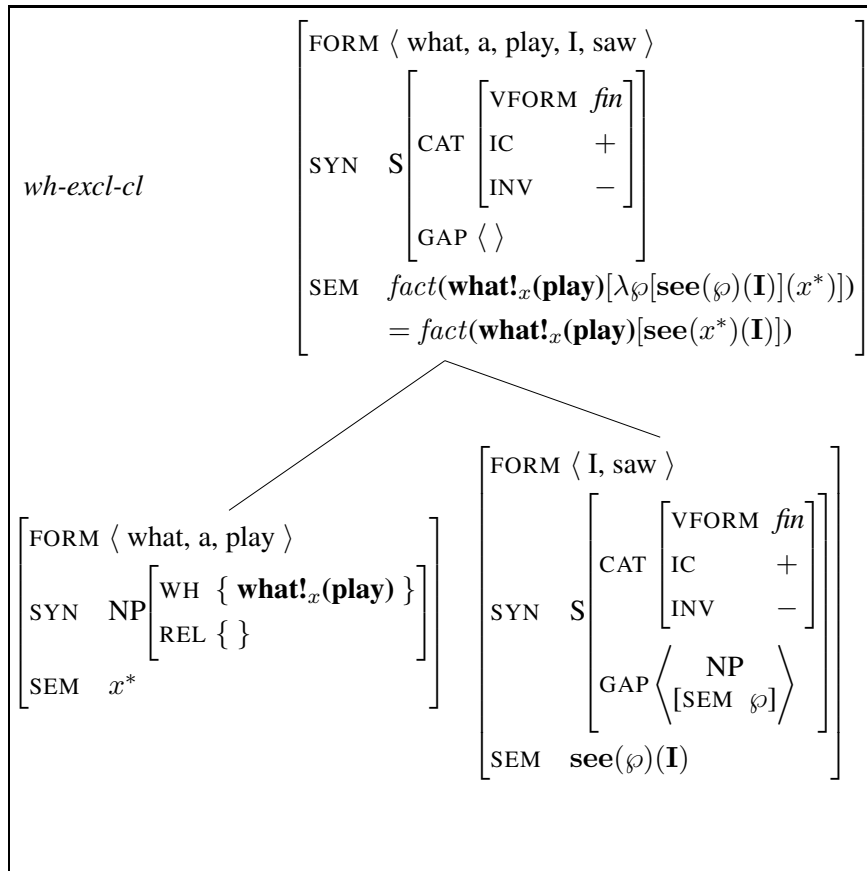 FORM ⟨ what, a, play, I, saw ⟩
VFORM fin
SYN S CAT IC +
INV −
GAP ⟨ ⟩
wh-excl-cl
SEM fact(what!ₓ(play)[λ℘[see(℘)(I)](x*)])
= fact(what!ₓ(play)[see(x*)(I)])
FORM ⟨ what, a, play ⟩
SYN NP WH { what!ₓ(play) }
REL { }
SEM x*
FORM ⟨ I, saw ⟩
VFORM fin
SYN S CAT IC +
INV −
GAP ⟨ NP ⟩
[SEM ℘]
SEM see(℘)(I)